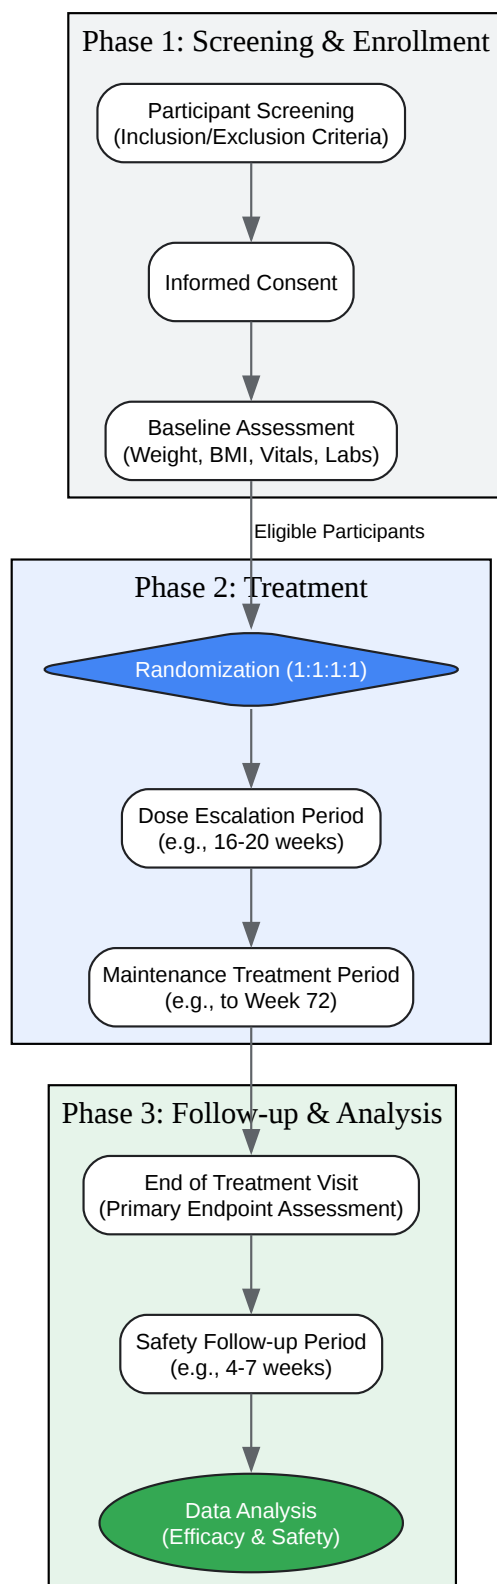 Phase 1: Screening & Enrollment
Participant Screening
(Inclusion/Exclusion Criteria)
Informed Consent
Baseline Assessment
(Weight, BMI, Vitals, Labs)
Eligible Participants
Phase 2: Treatment
Randomization (1:1:1:1)
Dose Escalation Period
(e.g., 16-20 weeks)
Maintenance Treatment Period
(e.g., to Week 72)
Phase 3: Follow-up & Analysis
End of Treatment Visit
(Primary Endpoint Assessment)
Safety Follow-up Period
(e.g., 4-7 weeks)
Data Analysis
(Efficacy & Safety)